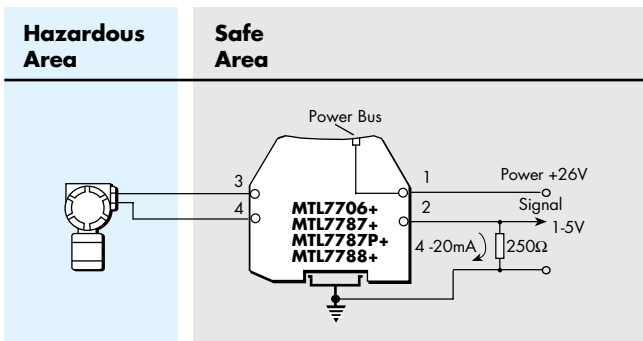 Hazardous
Area
Safe
Area
Power Bus
3
4
MTL7706+
MTL7787+
MTL7787P+
MTL7788+
1
2
Power +26V
Signal
1-5V
4 -20mA
250Ω